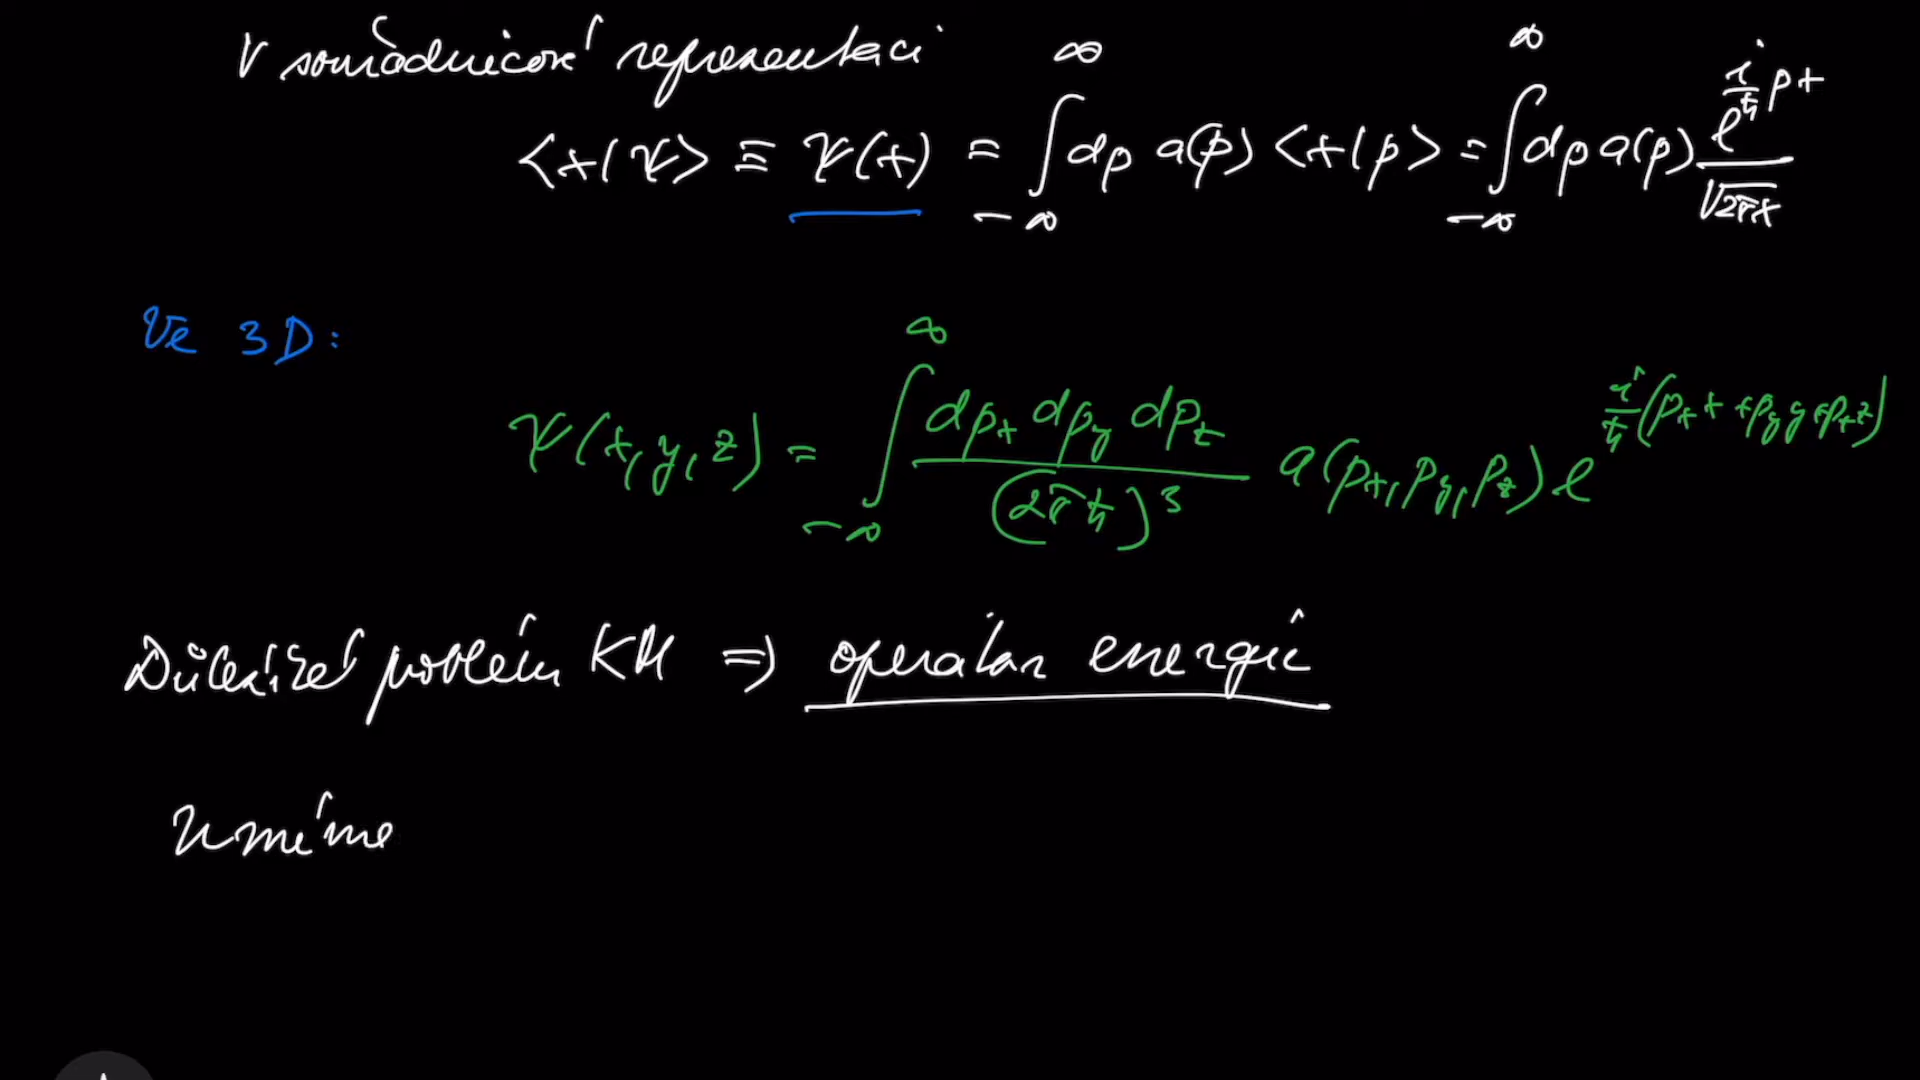 V souřadnicové representaci
<x|ψ> ≡ ψ(x) = ∫_{-∞}^{∞} dp a(p) <x|p> = ∫_{-∞}^{∞} dp a(p) e^{i/ħ px} / √2πħ
Ve 3D:
ψ(x, y, z) = ∫_{-∞}^{∞} dp_x dp_y dp_z / (2πħ)^3 a(p_x, p_y, p_z) e^{i/ħ (p_x x + p_y y + p_z z)}
Důležitý problém KM ⇒ operátor energie
Umíme